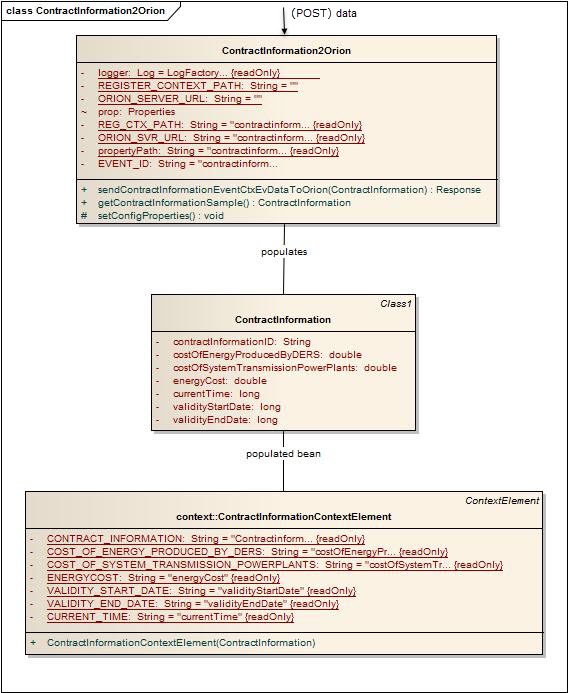 class ContractInformation2Orion
(POST) data
ContractInformation2Orion
- logger: Log = LogFactory... {readOnly}
- REGISTER_CONTEXT_PATH: String = ""
- ORION_SERVER_URL: String = ""
~ prop: Properties
- REG_CTX_PATH: String = "contractinform... {readOnly}
- ORION_SVR_URL: String = "contractinform... {readOnly}
- propertyPath: String = "contractinform... {readOnly}
- EVENT_ID: String = "contractinform...
+ sendContractInformationEventCtxEvDataToOrion(ContractInformation) : Response
+ getContractInformationSample() : ContractInformation
# setConfigProperties() : void
populates
Class1
ContractInformation
- contractInformationID: String
- costOfEnergyProducedByDERS: double
- costOfSystemTransmissionPowerPlants: double
- energyCost: double
- currentTime: long
- validityStartDate: long
- validityEndDate: long
populated bean
ContextElement
context::ContractInformationContextElement
- CONTRACT_INFORMATION: String = "Contractinform... {readOnly}
- COST_OF_ENERGY_PRODUCED_BY_DERS: String = "costOfEnergyPr... {readOnly}
- COST_OF_SYSTEM_TRANSMISSION_POWERPLANTS: String = "costOfSystemTr... {readOnly}
- ENERGYCOST: String = "energyCost" {readOnly}
- VALIDITY_START_DATE: String = "validityStartDate" {readOnly}
- VALIDITY_END_DATE: String = "validityEndDate" {readOnly}
- CURRENT_TIME: String = "currentTime" {readOnly}
+ ContractInformationContextElement(ContractInformation)